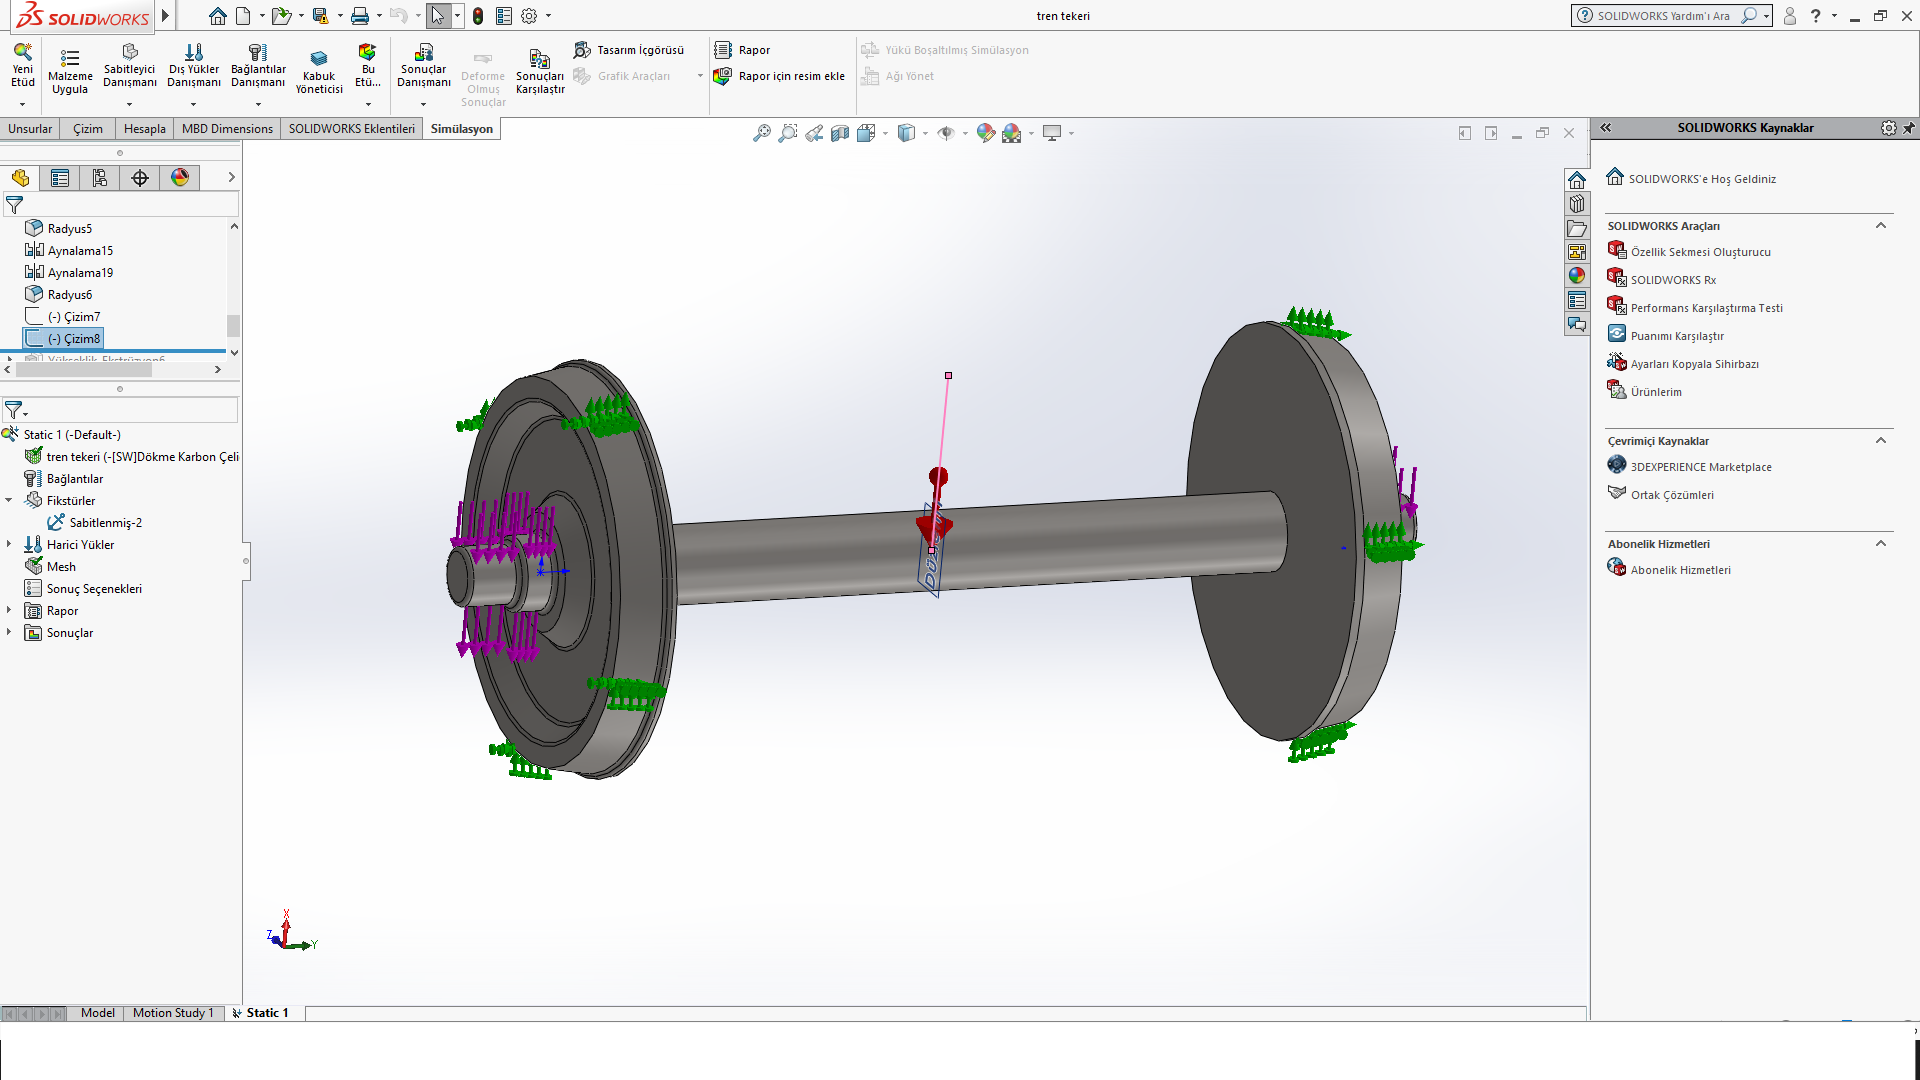 SOLIDWORKS
tren tekeri
SOLIDWORKS Yardım'ı Ara
Yeni Etüd
Malzeme Uygula
Sabitleyici Danışmanı
Dış Yükler Danışmanı
Bağlantılar Danışmanı
Kabuk Yöneticisi
Bu Etü...
Sonuçlar Danışmanı
Deforme Olmuş Sonuçlar
Sonuçları Karşılaştır
Tasarım İçgörüsü
Grafik Araçları
Rapor
Rapor için resim ekle
Yükü Boşaltılmış Simülasyon
Ağı Yönet
Unsurlar
Çizim
Hesapla
MBD Dimensions
SOLIDWORKS Eklentileri
Simülasyon
Radyus5
Aynalama15
Aynalama19
Radyus6
(-) Çizim7
(-) Çizim8
Static 1 (-Default-)
tren tekeri (-[SW]Dökme Karbon Çeli
Bağlantılar
Fikstürler
Sabitlenmiş-2
Harici Yükler
Mesh
Sonuç Seçenekleri
Rapor
Sonuçlar
X
Y
Z
Model
Motion Study 1
Static 1
SOLIDWORKS Kaynaklar
SOLIDWORKS'e Hoş Geldiniz
SOLIDWORKS Araçları
Özellik Sekmesi Oluşturucu
SOLIDWORKS Rx
Performans Karşılaştırma Testi
Puanımı Karşılaştır
Ayarları Kopyala Sihirbazı
Ürünlerim
Çevrimiçi Kaynaklar
3DEXPERIENCE Marketplace
Ortak Çözümleri
Abonelik Hizmetleri
Abonelik Hizmetleri